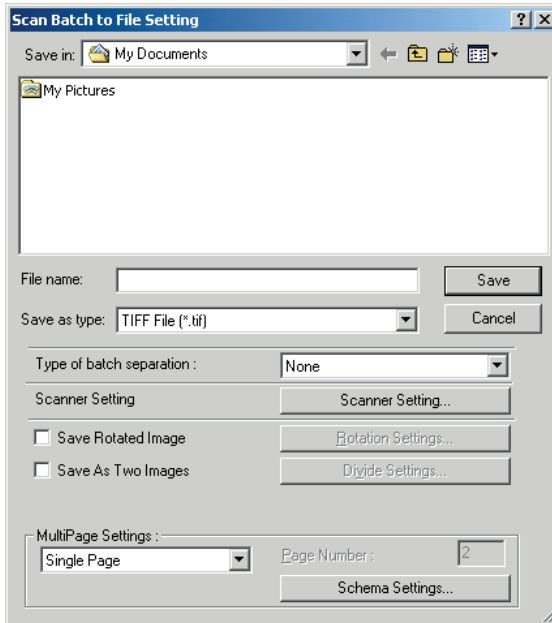 Scan Batch to File Setting
Save in: My Documents
My Pictures
File name: Save
Save as type: TIFF File (*.tif) Cancel
Type of batch separation : None
Scanner Setting Scanner Setting...
Save Rotated Image Rotation Settings...
Save As Two Images Divide Settings...
MultiPage Settings :
Single Page Page Number : 2
Schema Settings...